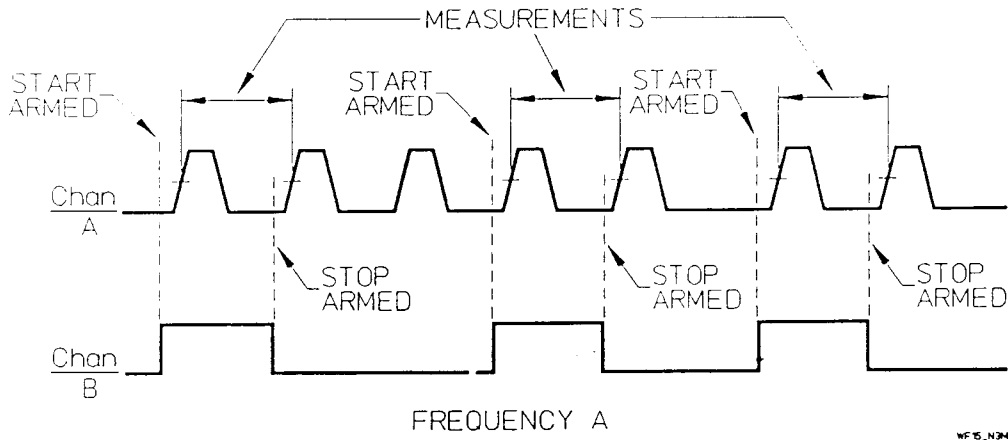 MEASUREMENTS
START
ARMED
START
ARMED
START
ARMED
Chan
A
STOP
ARMED
STOP
ARMED
STOP
ARMED
Chan
B
FREQUENCY A